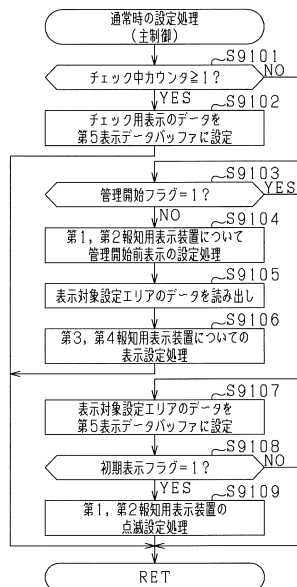 通常時の設定処理
(主制御)
S9101
チェック中カウンタ≧1?
NO
YES
S9102
チェック用表示のデータを
第5表示データバッファに設定
S9103
管理開始フラグ=1?
YES
NO
S9104
第1,第2報知用表示装置について
管理開始前表示の設定処理
S9105
表示対象設定エリアのデータを読み出し
S9106
第3,第4報知用表示装置についての
表示設定処理
S9107
表示対象設定エリアのデータを
第5表示データバッファに設定
S9108
初期表示フラグ=1?
NO
YES
S9109
第1,第2報知用表示装置の
点滅設定処理
RET